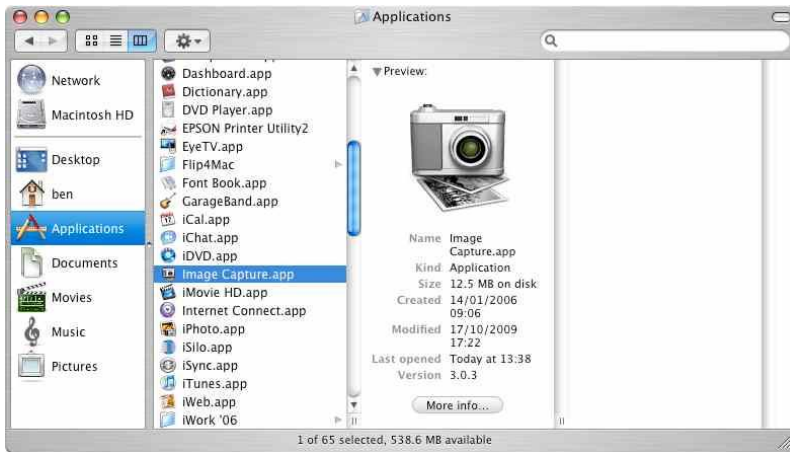 Applications
Network
Macintosh HD
Desktop
ben
Applications
Documents
Movies
Music
Pictures
Dashboard.app
Dictionary.app
DVD Player.app
EPSON Printer Utility2
EyeTV.app
Flip4Mac
Font Book.app
GarageBand.app
iCal.app
iChat.app
iDVD.app
Image Capture.app
iMovie HD.app
Internet Connect.app
iPhoto.app
iSilo.app
iSync.app
iTunes.app
iWeb.app
iWork '06
Preview:
Name Image
Capture.app
Kind Application
Size 12.5 MB on disk
Created 14/01/2006
09:06
Modified 17/10/2009
17:22
Last opened Today at 13:38
Version 3.0.3
More info...
1 of 65 selected, 538.6 MB available